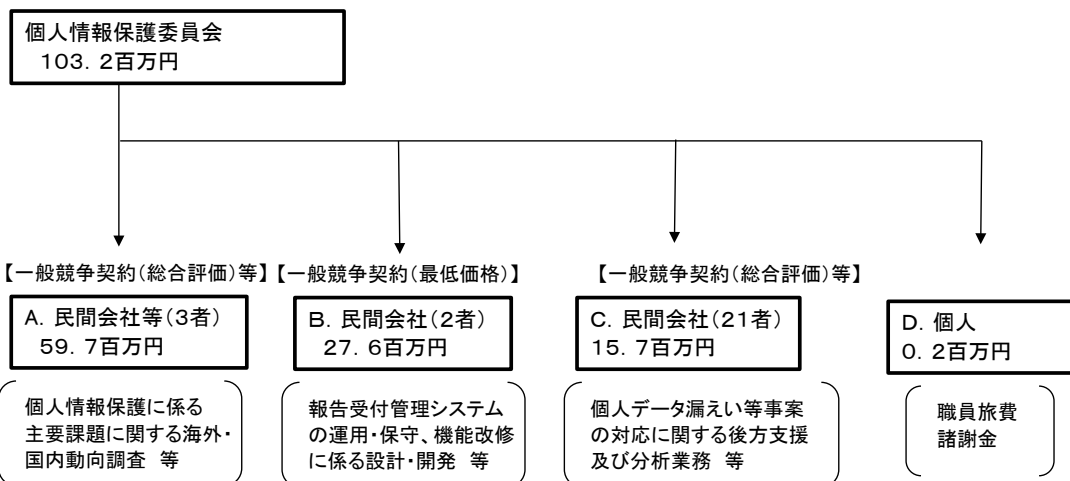 個人情報保護委員会
103.2百万円
【一般競争契約(総合評価)等】
【一般競争契約(最低価格)】
【一般競争契約(総合評価)等】
A. 民間会社等(3者)
59.7百万円
B. 民間会社(2者)
27.6百万円
C. 民間会社(21者)
15.7百万円
D. 個人
0.2百万円
個人情報保護に係る
主要課題に関する海外・
国内動向調査 等
報告受付管理システム
の運用・保守、機能改修
に係る設計・開発 等
個人データ漏えい等事案
の対応に関する後方支援
及び分析業務 等
職員旅費
諸謝金